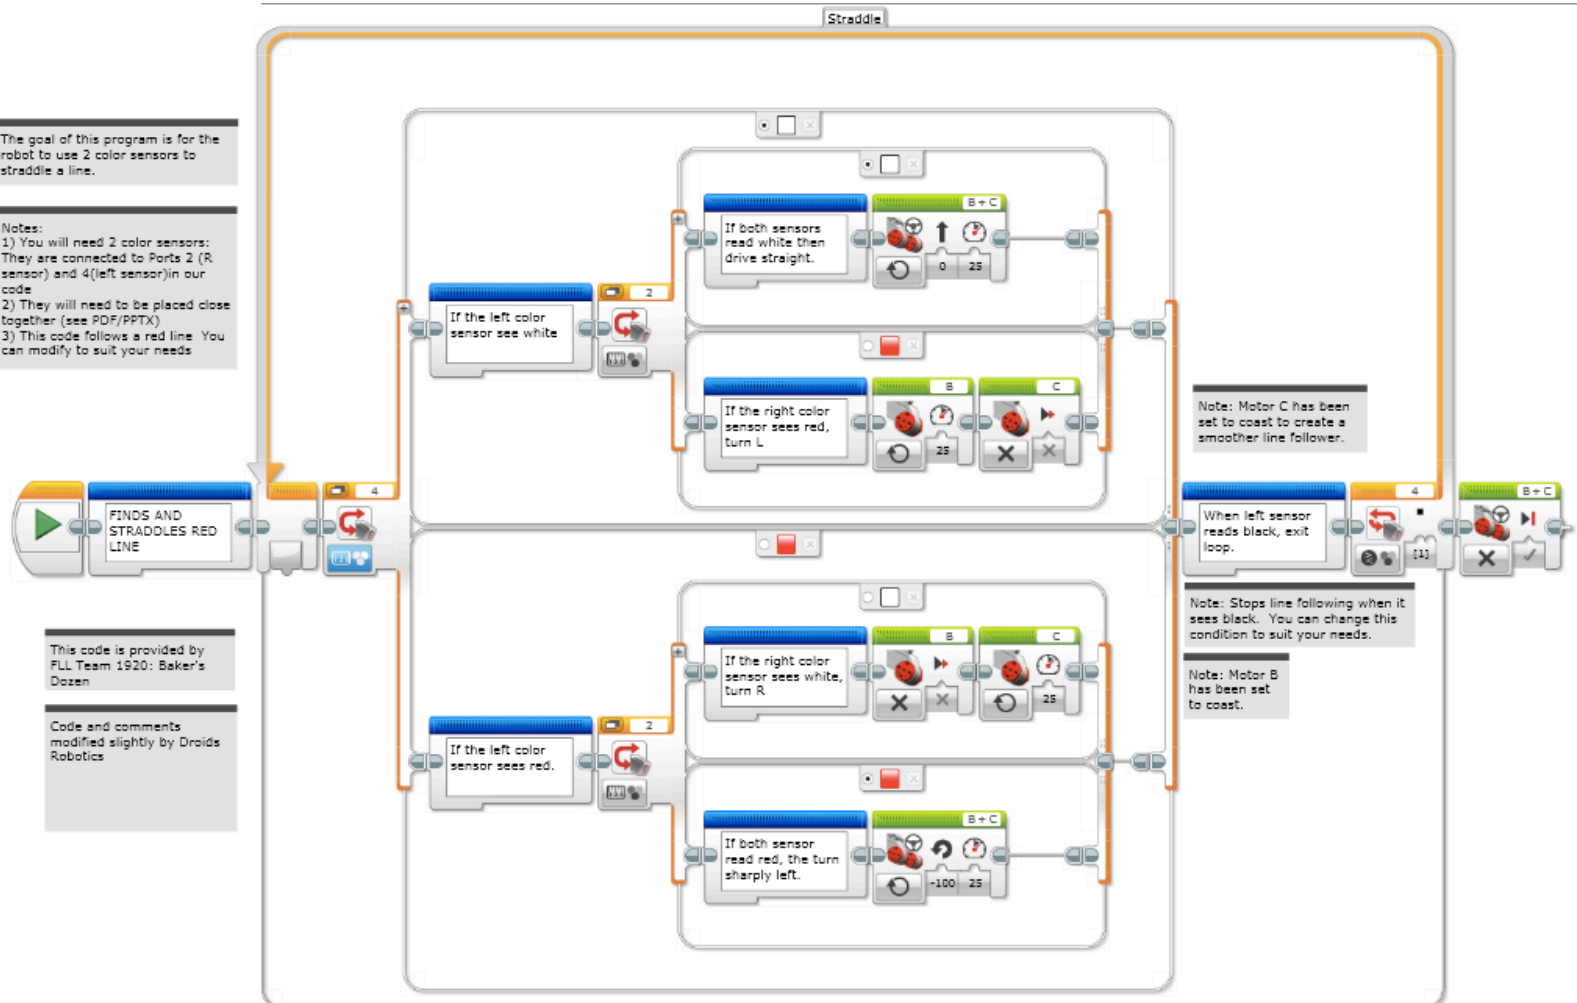 Straddle
The goal of this program is for the
robot to use 2 color sensors to
straddle a line.
Notes:
1) You will need 2 color sensors:
They are connected to Ports 2 (R
sensor) and 4(left sensor)in our
code
2) They will need to be placed close
together (see PDF/PPTX)
3) This code follows a red line  You
can modify to suit your needs
FINDS AND
STRADDLES RED
LINE
4
This code is provided by
FLL Team 1920: Baker's
Dozen
Code and comments
modified slightly by Droids
Robotics
If the left color
sensor see white
2
If both sensors
read white then
drive straight.
B + C
0 25
If the right color
sensor sees red,
turn L
B
25
C
If the left color
sensor sees red.
2
If the right color
sensor sees white,
turn R
B
C
25
If both sensor
read red, the turn
sharply left.
B + C
-100 25
Note: Motor C has been
set to coast to create a
smoother line follower.
When left sensor
reads black, exit
loop.
4
[1]
B + C
Note: Stops line following when it
sees black.  You can change this
condition to suit your needs.
Note: Motor B
has been set
to coast.